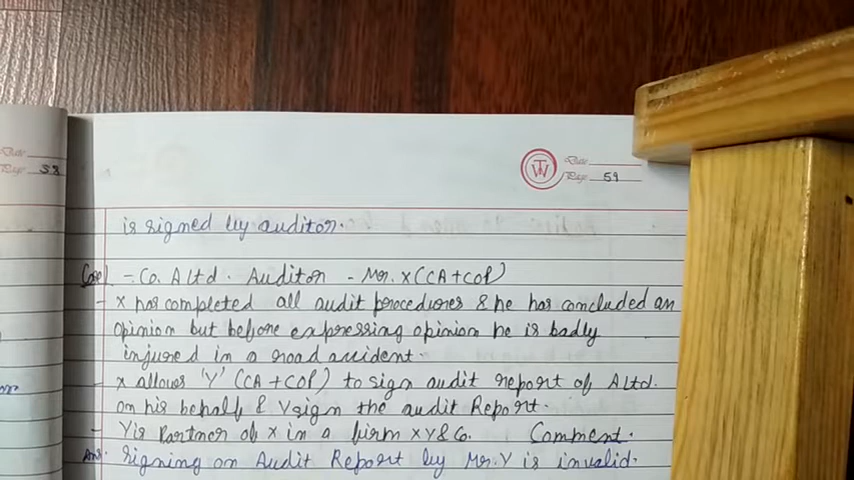 Date
Page 58
TW
Date
Page 59
is signed by auditor.
Case1 - Co. A Ltd. Auditor - Mr. X (CA+COP)
- X has completed all audit procedures & he has concluded an
opinion but before expressing opinion he is badly
injured in a road accident.
- X allows 'Y' (CA+COP) to sign audit report of A Ltd.
on his behalf & Y sign the audit Report.
- Y is Partner of X in a firm XY & Co. Comment.
Ans. Signing on Audit Report by Mr. Y is invalid.